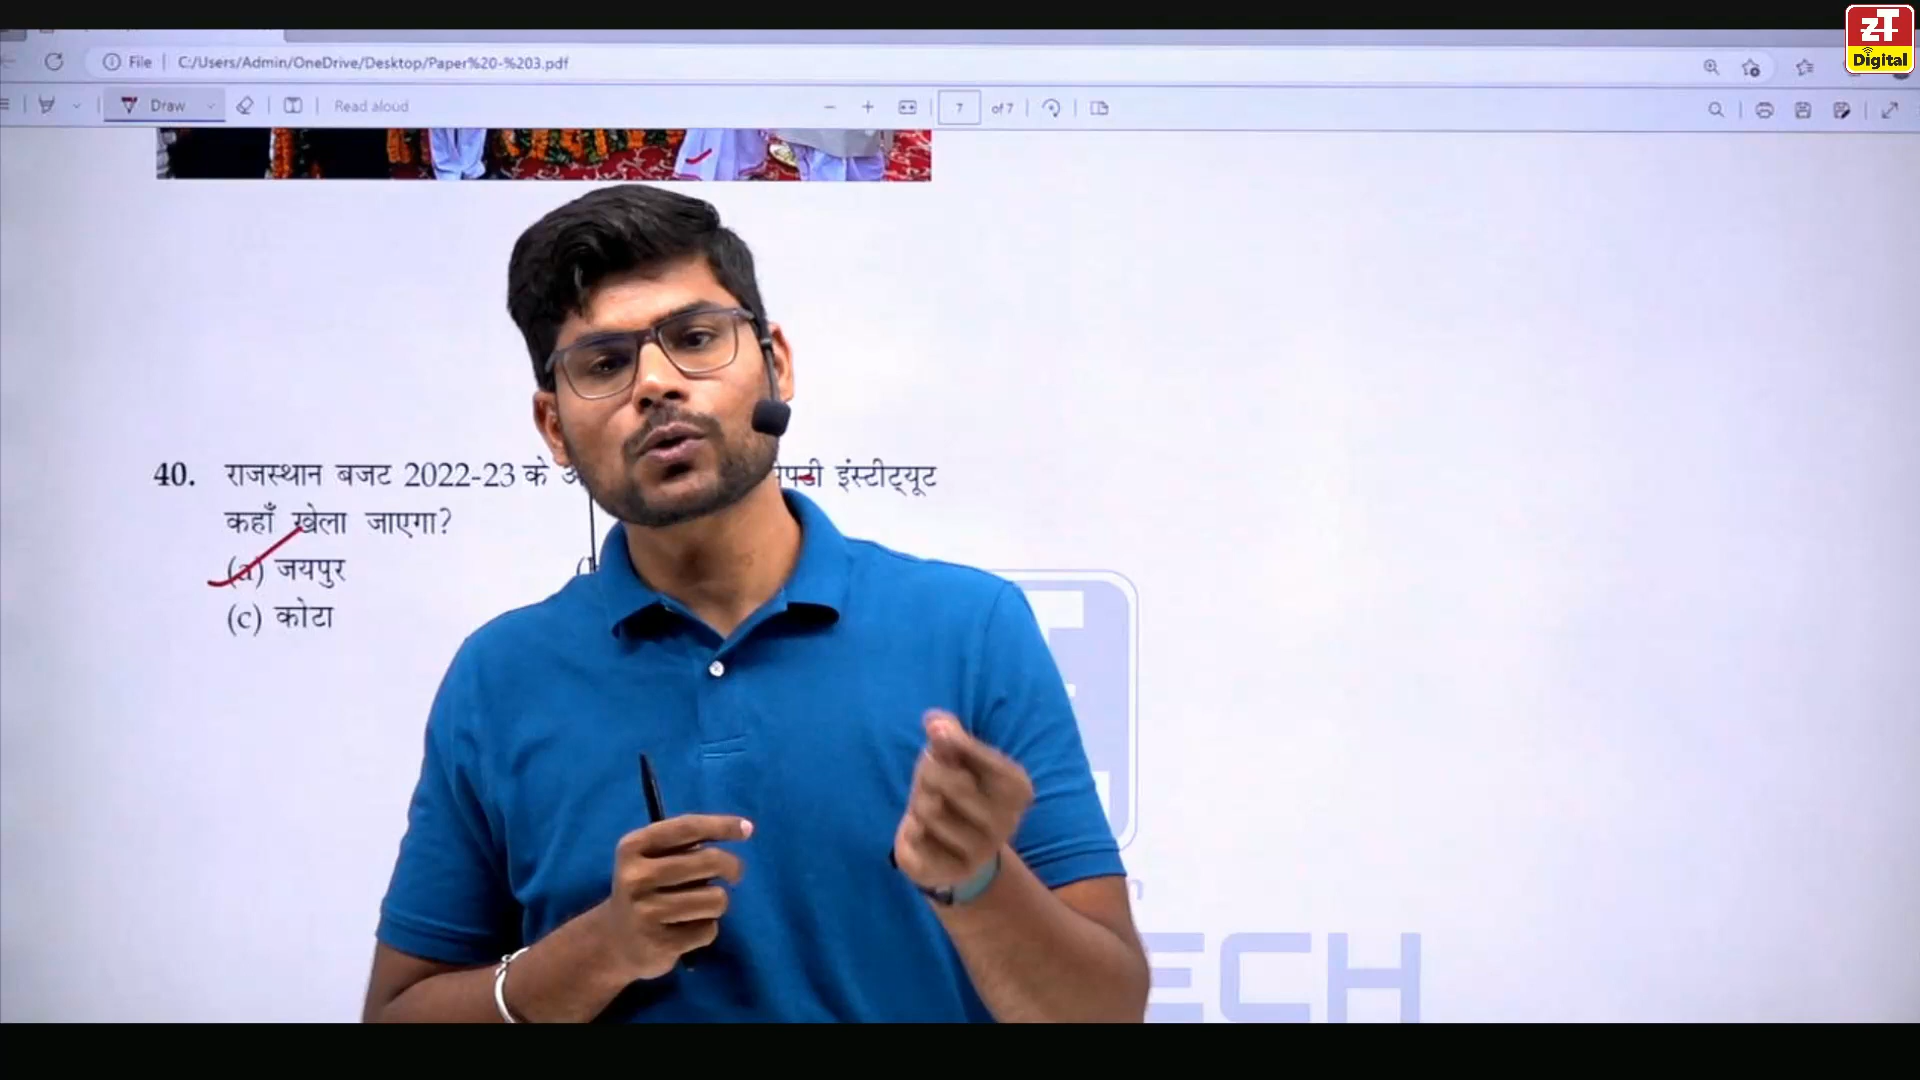 zT
Digital
File C:/Users/Admin/OneDrive/Desktop/Paper%20-%203.pdf
Draw Read aloud 7 of 7
40. राजस्थान बजट 2022-23 के इंस्टीट्यूट
कहाँ खेला जाएगा?
(a) जयपुर
(c) कोटा
ECH